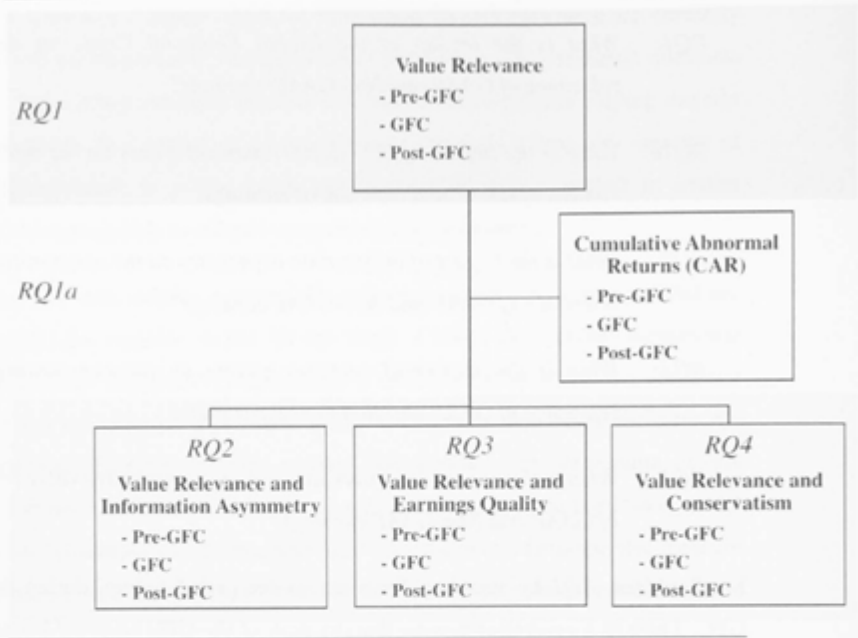 RQ1
Value Relevance
- Pre-GFC
- GFC
- Post-GFC
RQ1a
Cumulative Abnormal
Returns (CAR)
- Pre-GFC
- GFC
- Post-GFC
RQ2
Value Relevance and
Information Asymmetry
- Pre-GFC
- GFC
- Post-GFC
RQ3
Value Relevance and
Earnings Quality
- Pre-GFC
- GFC
- Post-GFC
RQ4
Value Relevance and
Conservatism
- Pre-GFC
- GFC
- Post-GFC